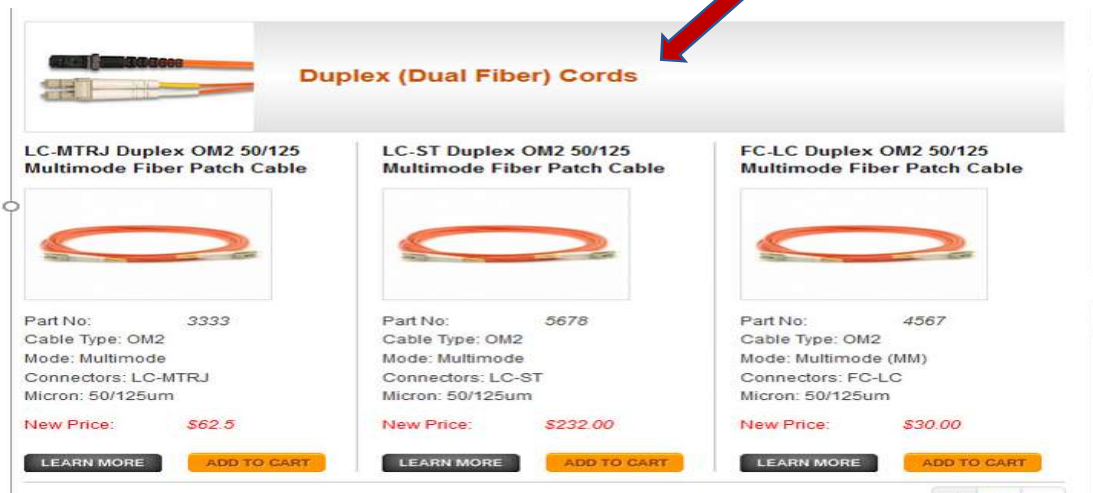 Duplex (Dual Fiber) Cords
LC-MTRJ Duplex OM2 50/125
Multimode Fiber Patch Cable
Part No: 3333
Cable Type: OM2
Mode: Multimode
Connectors: LC-MTRJ
Micron: 50/125um
New Price: $62.5
LEARN MORE ADD TO CART
LC-ST Duplex OM2 50/125
Multimode Fiber Patch Cable
Part No: 5678
Cable Type: OM2
Mode: Multimode
Connectors: LC-ST
Micron: 50/125um
New Price: $232.00
LEARN MORE ADD TO CART
FC-LC Duplex OM2 50/125
Multimode Fiber Patch Cable
Part No: 4567
Cable Type: OM2
Mode: Multimode (MM)
Connectors: FC-LC
Micron: 50/125um
New Price: $30.00
LEARN MORE ADD TO CART